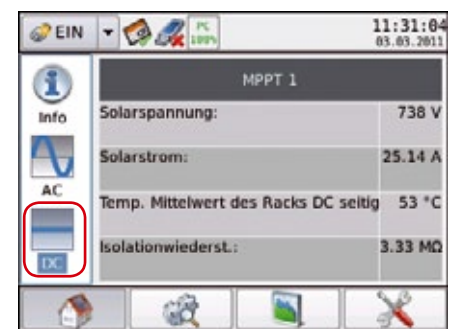 EIN
PC
100%
11:31:04
03.03.2011
MPPT 1
Info
Solarspannung: 738 V
Solarstrom: 25.14 A
AC
Temp. Mittelwert des Racks DC seitig 53 °C
Isolationwiederst.: 3.33 MΩ
DC